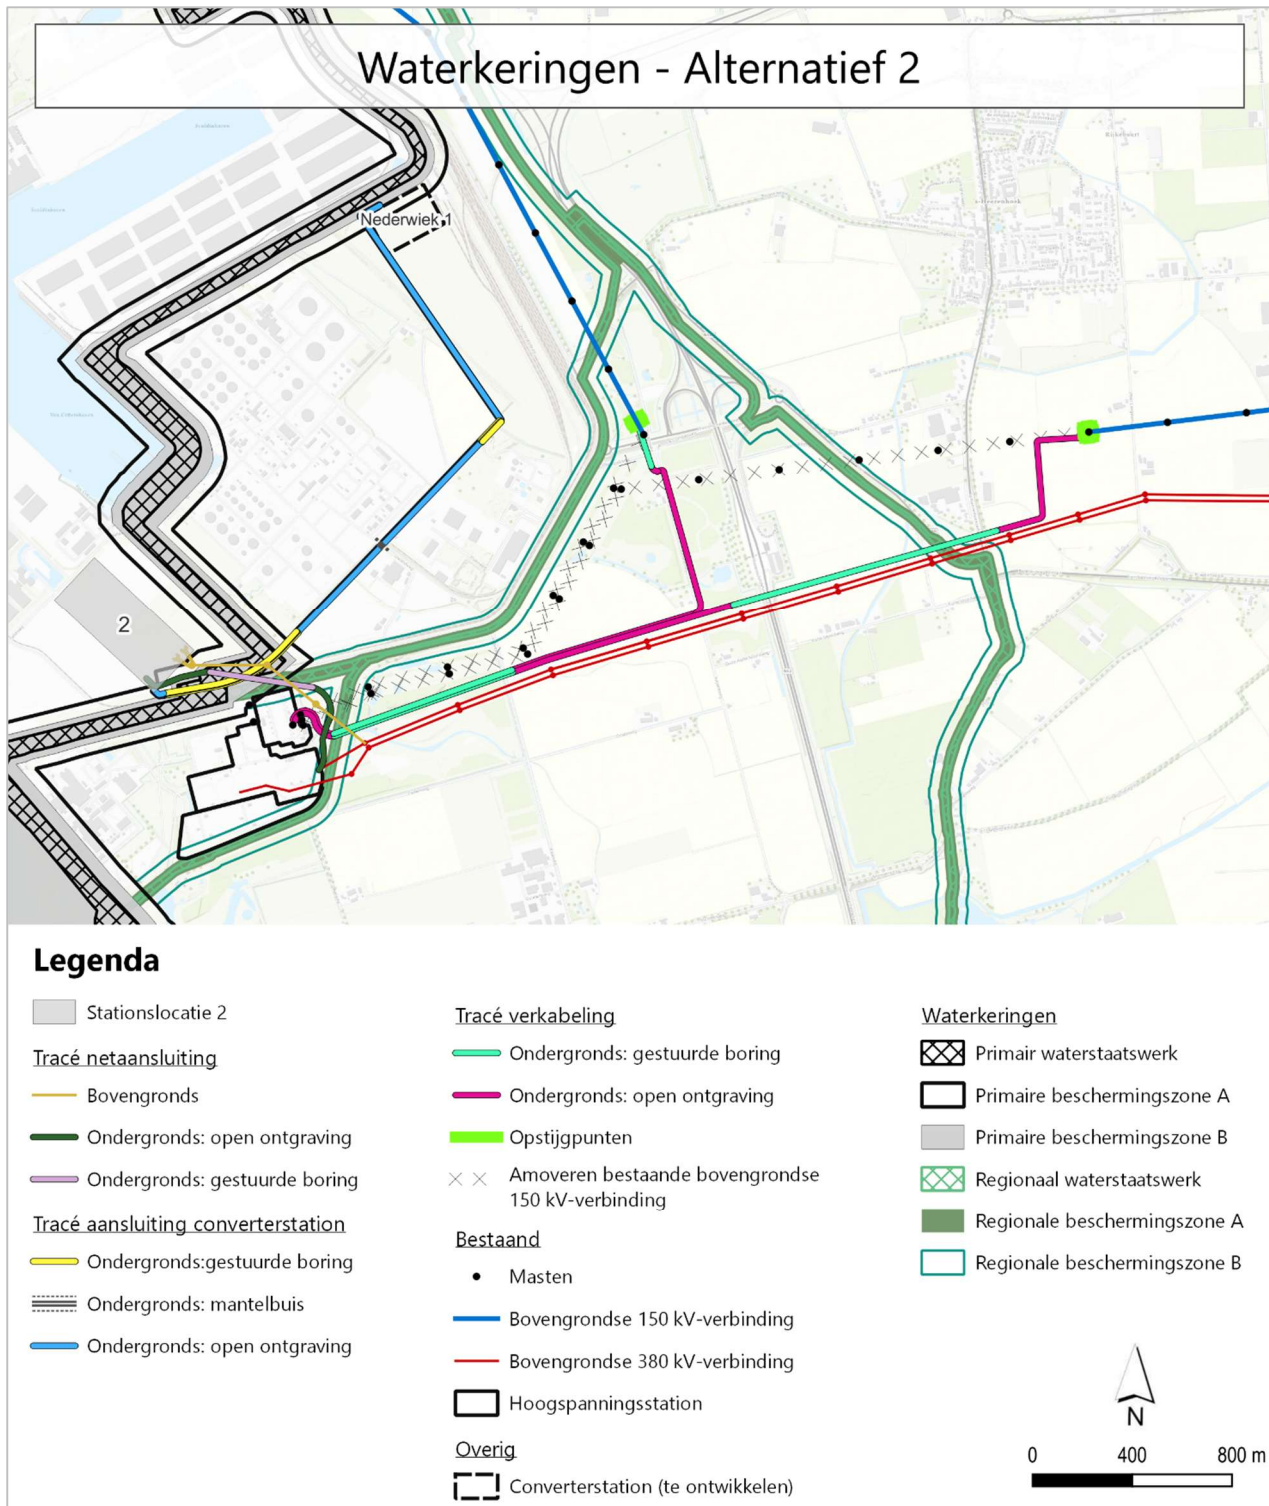 Waterkeringen - Alternatief 2
Nederwiek 1
2
Legenda
Stationslocatie 2
Tracé netaansluiting
Bovengronds
Ondergronds: open ontgraving
Ondergronds: gestuurde boring
Tracé aansluiting converterstation
Ondergronds:gestuurde boring
Ondergronds: mantelbuis
Ondergronds: open ontgraving
Tracé verkabeling
Ondergronds: gestuurde boring
Ondergronds: open ontgraving
Opstijgpunten
Amoveren bestaande bovengrondse
150 kV-verbinding
Bestaand
Masten
Bovengrondse 150 kV-verbinding
Bovengrondse 380 kV-verbinding
Hoogspanningsstation
Overig
Converterstation (te ontwikkelen)
Waterkeringen
Primair waterstaatswerk
Primaire beschermingszone A
Primaire beschermingszone B
Regionaal waterstaatswerk
Regionale beschermingszone A
Regionale beschermingszone B
N
0 400 800 m